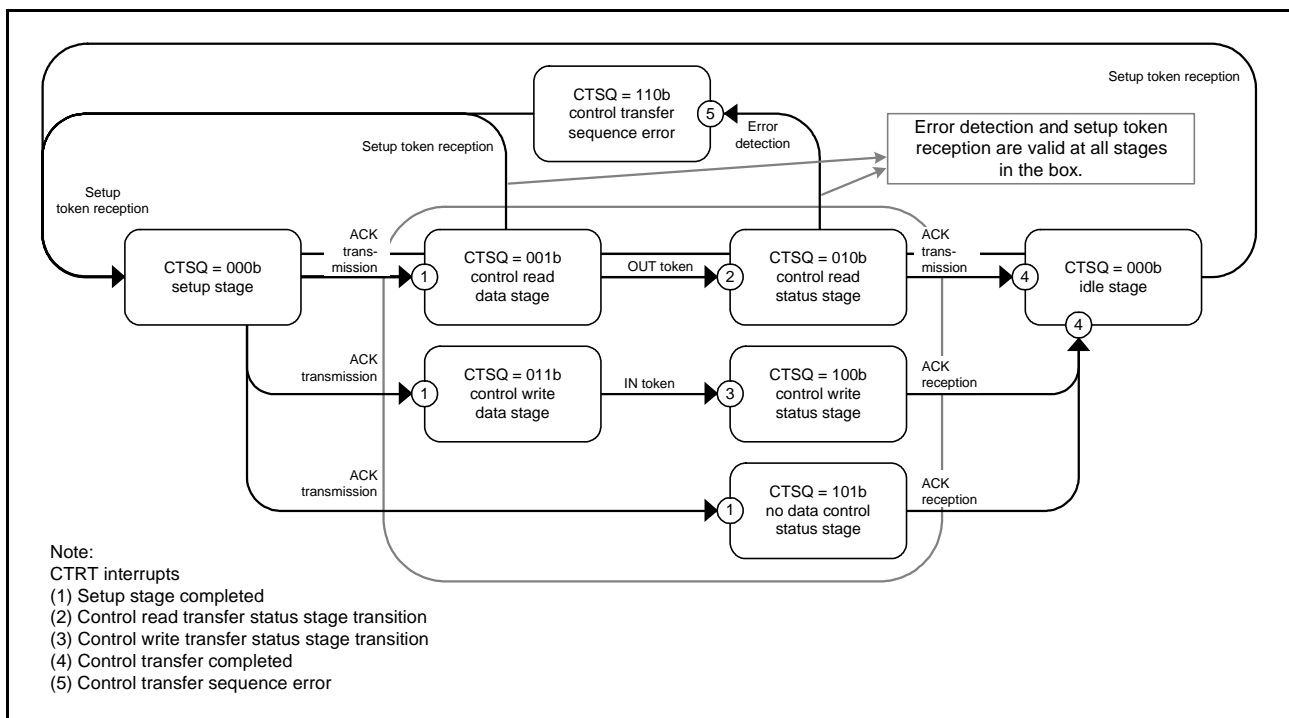 Setup token reception
CTSQ = 110b
control transfer
sequence error
5
Error
detection
Setup token reception
Error detection and setup token
reception are valid at all stages
in the box.
Setup
token reception
CTSQ = 000b
setup stage
ACK
trans-
mission
1
CTSQ = 001b
control read
data stage
OUT token
2
CTSQ = 010b
control read
status stage
ACK
trans-
mission
4
CTSQ = 000b
idle stage
4
ACK
transmission
1
CTSQ = 011b
control write
data stage
IN token
3
CTSQ = 100b
control write
status stage
ACK
reception
ACK
transmission
1
CTSQ = 101b
no data control
status stage
ACK
reception
Note:
CTRT interrupts
(1) Setup stage completed
(2) Control read transfer status stage transition
(3) Control write transfer status stage transition
(4) Control transfer completed
(5) Control transfer sequence error